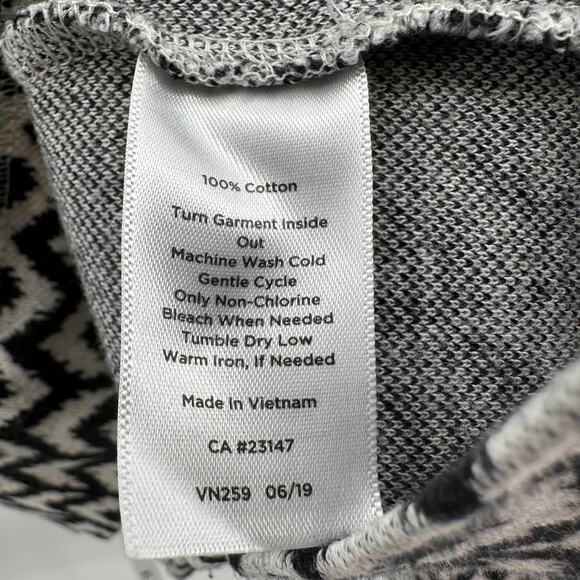 100% Cotton
Turn Garment Inside
Out
Machine Wash Cold
Gentle Cycle
Only Non-Chlorine
Bleach When Needed
Tumble Dry Low
Warm Iron, If Needed
Made In Vietnam
CA #23147
VN259 06/19